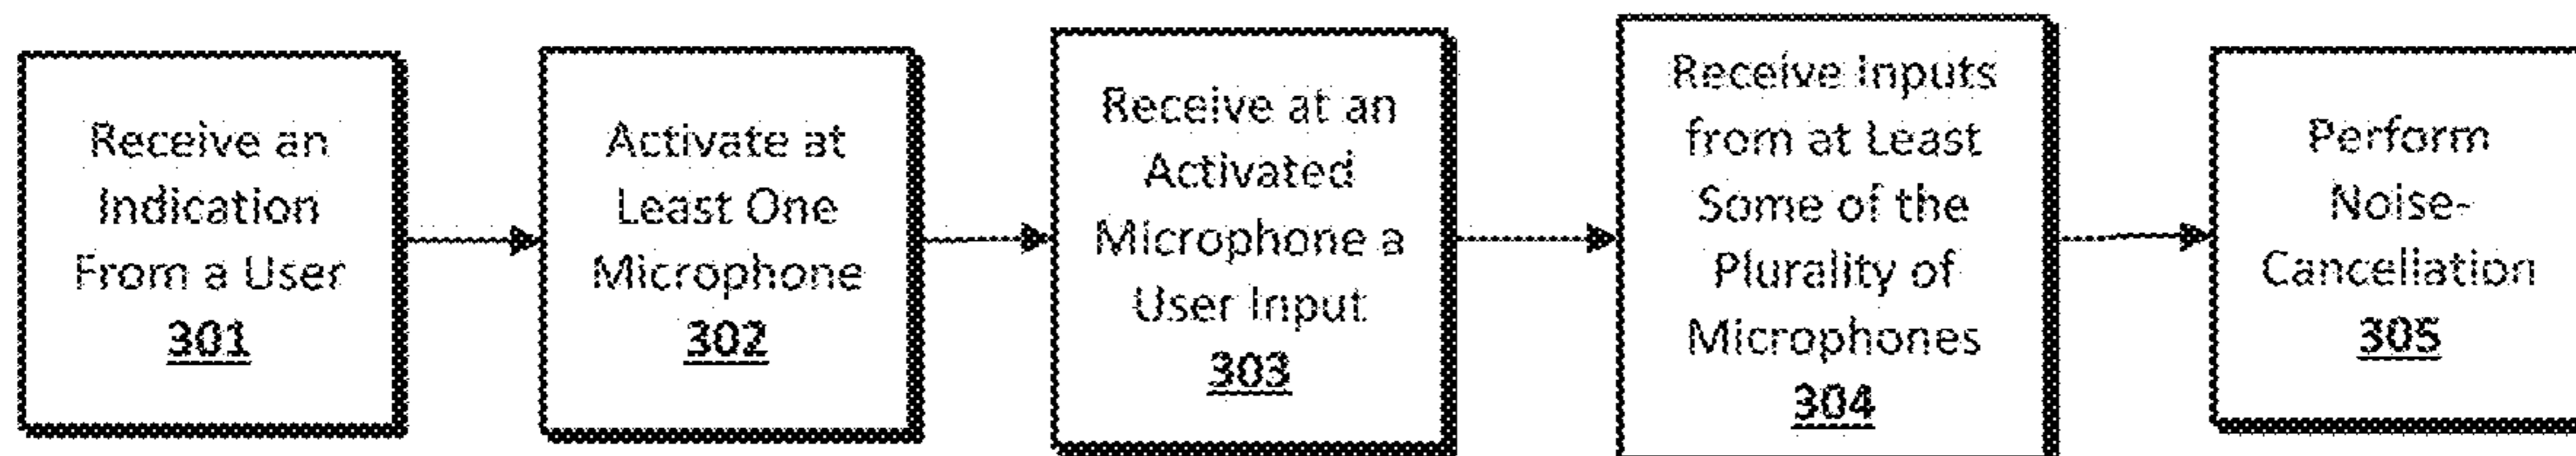 Receive an
Indication
From a User
301
Activate at
Least One
Microphone
302
Receive at an
Activated
Microphone a
User Input
303
Receive Inputs
from at Least
Some of the
Plurality of
Microphones
304
Perform
Noise-
Cancellation
305